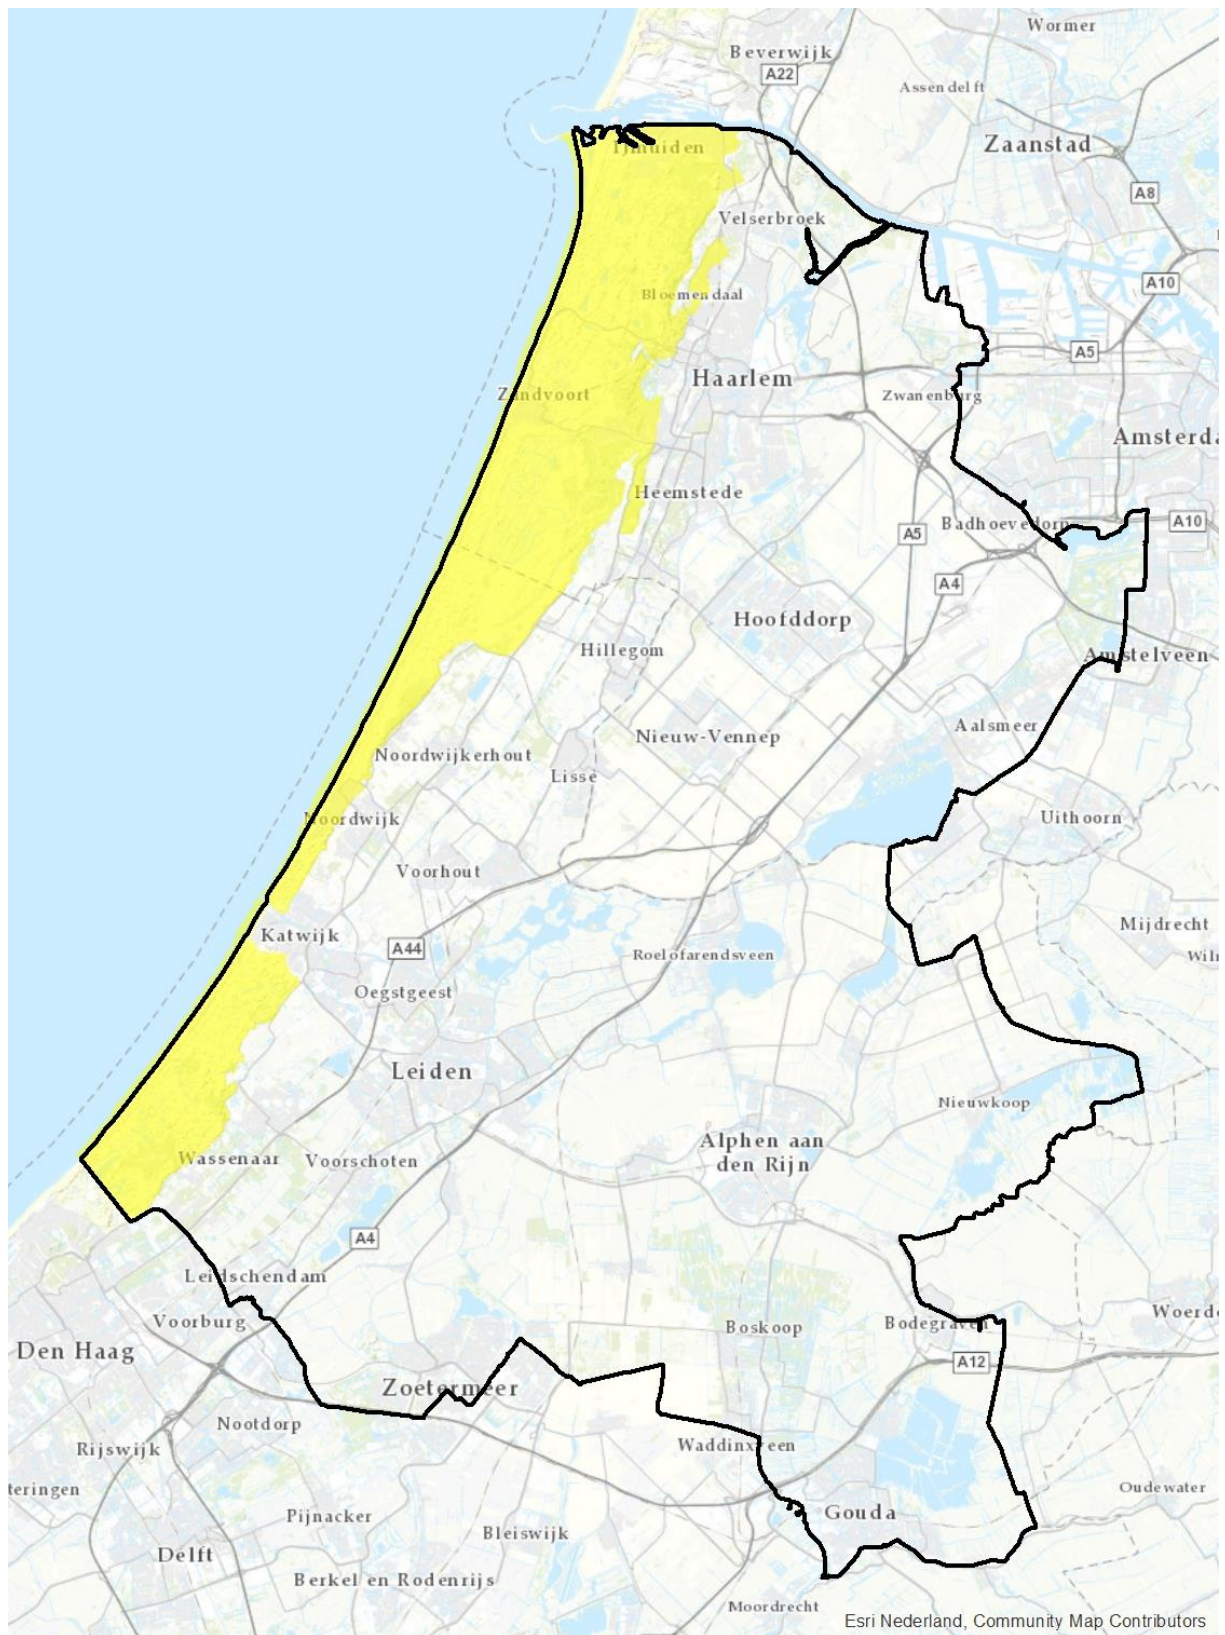 Wormer
Beverwijk
A22
Assendelft
Zaanstad
IJmuiden
A8
Velserbroek
A10
Bloemendaal
A5
Haarlem
Zandvoort
Zwanenburg
Amsterda
Heemstede
Badhoevedorp
A10
A5
A4
Hoofddorp
Hillegom
Amstelveen
Aalsmeer
Nieuw-Vennep
Noordwijkerhout
Lisse
Noordwijk
Uithoorn
Voorhout
Mijdrecht
Katwijk
A44
Roelofarendsveen
Wiln
Oegstgeest
Leiden
Nieuwkoop
Alphen aan
den Rijn
Wassenaar
Voorschoten
A4
Leidschendam
Voorburg
Boskoop
Bodegraven
Woerde
Den Haag
A12
Zoetermeer
Nootdorp
Rijswijk
Waddinxveen
teringen
Oudewater
Pijnacker
Gouda
Bleiswijk
Delft
Berkel en Rodenrijs
Moordrecht
Esri Nederland, Community Map Contributors